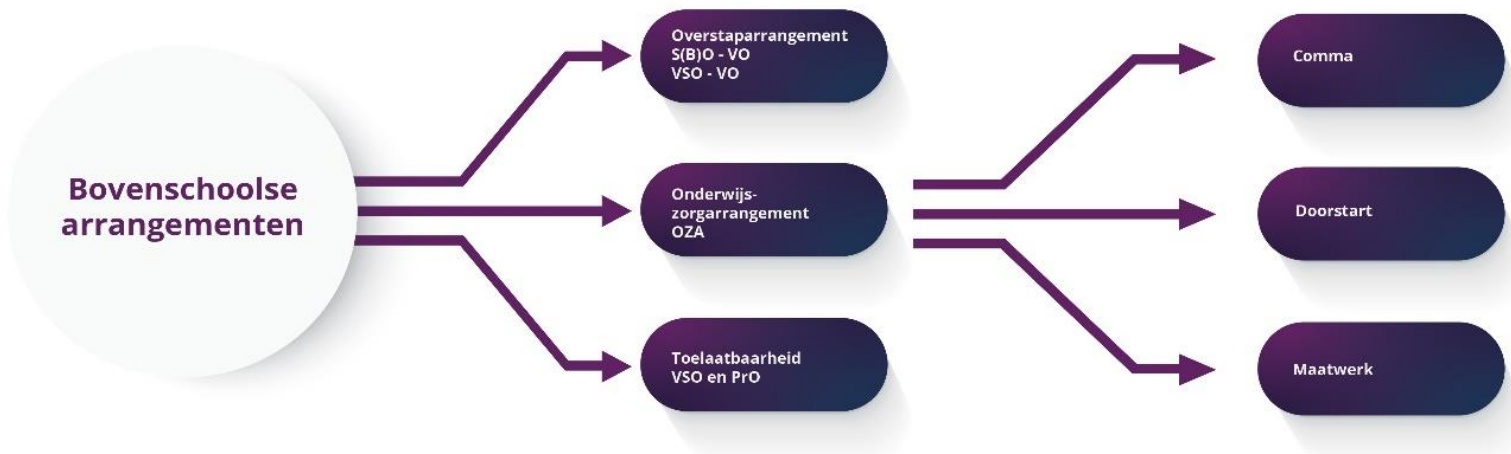 Bovenschoolse
arrangementen
Overstaparrangement
S(B)O - VO
VSO - VO
Onderwijs-
zorgarrangement
OZA
Toelaatbaarheid
VSO en PrO
Comma
Doorstart
Maatwerk